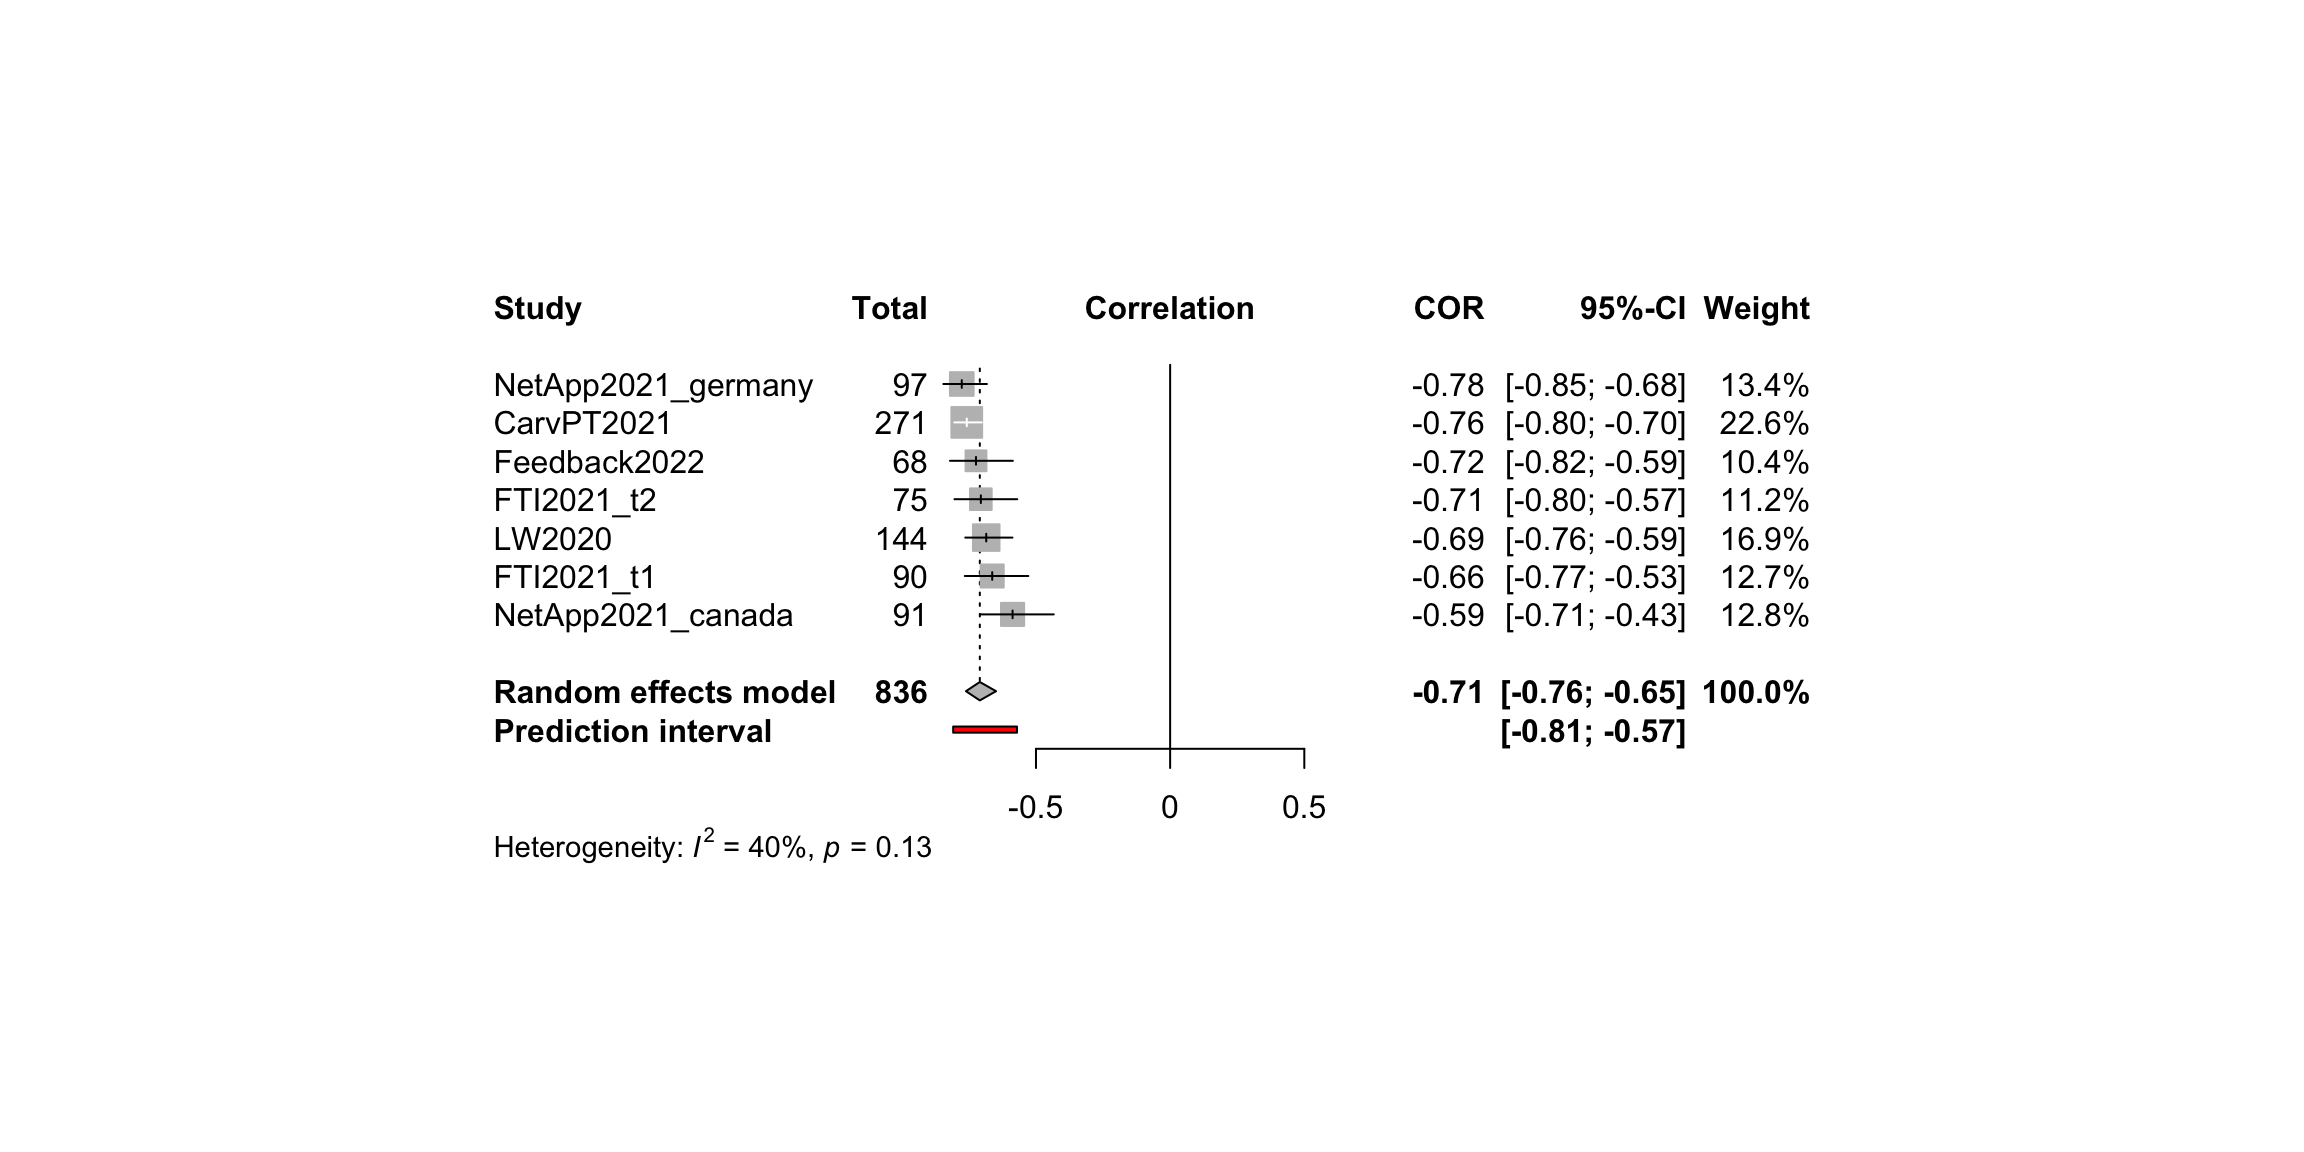 Study Total Correlation COR 95%-CI Weight
NetApp2021_germany 97 -0.78 [-0.85; -0.68] 13.4%
CarvPT2021 271 -0.76 [-0.80; -0.70] 22.6%
Feedback2022 68 -0.72 [-0.82; -0.59] 10.4%
FTI2021_t2 75 -0.71 [-0.80; -0.57] 11.2%
LW2020 144 -0.69 [-0.76; -0.59] 16.9%
FTI2021_t1 90 -0.66 [-0.77; -0.53] 12.7%
NetApp2021_canada 91 -0.59 [-0.71; -0.43] 12.8%
Random effects model 836 -0.71 [-0.76; -0.65] 100.0%
Prediction interval [-0.81; -0.57]
-0.5 0 0.5
Heterogeneity: I² = 40%, p = 0.13